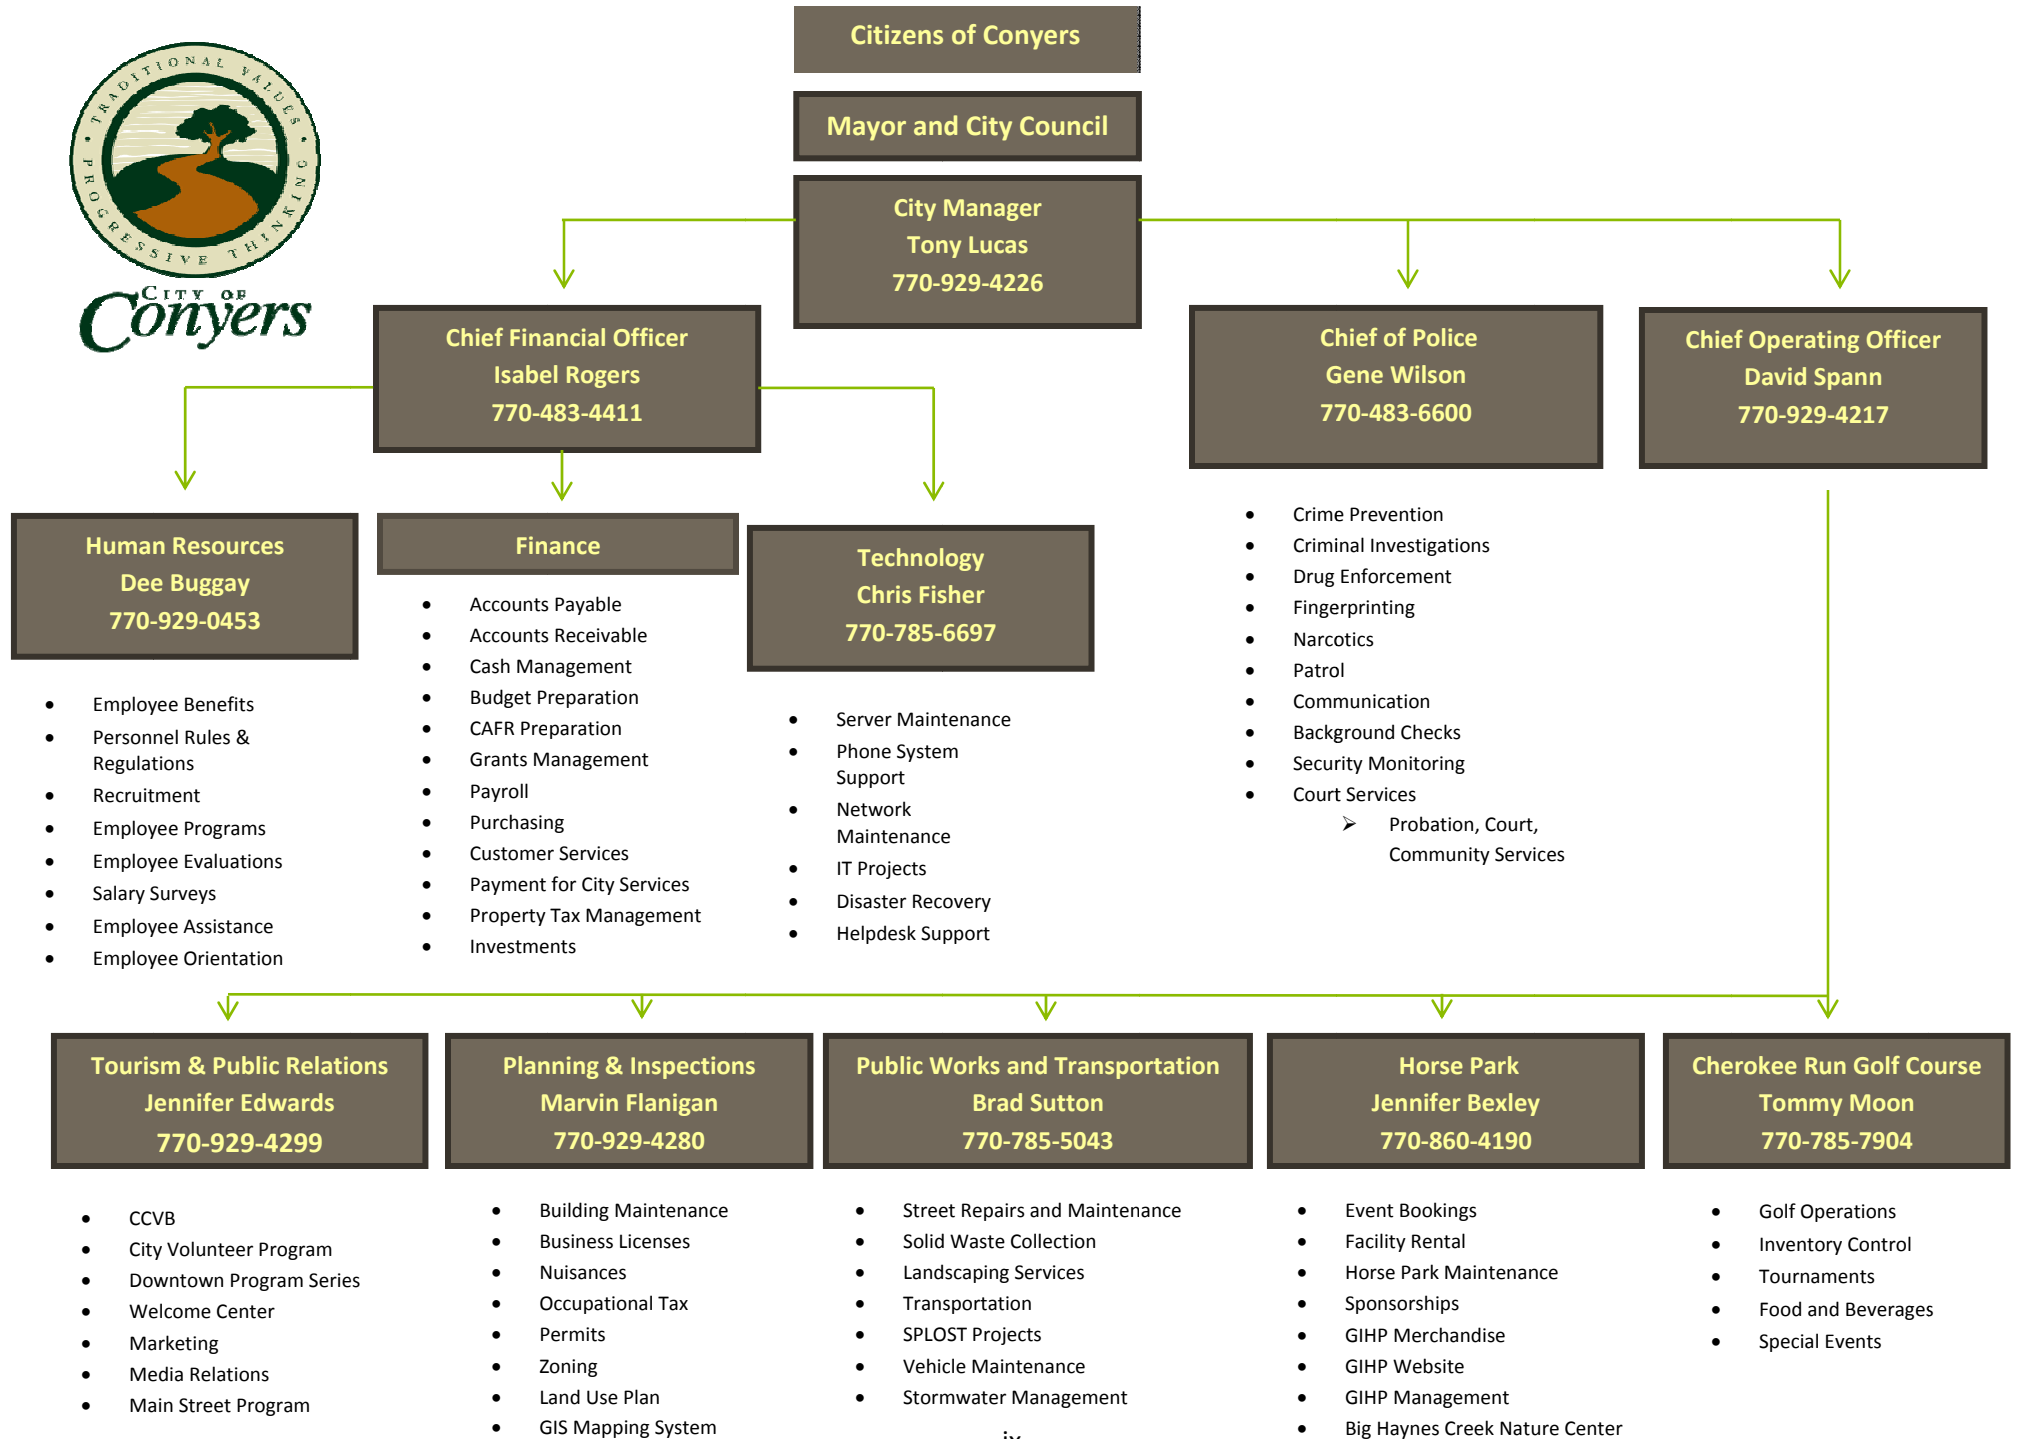 Citizens of Conyers
Mayor and City Council
City Manager
Tony Lucas
770-929-4226
• TRADITIONAL VALUES •
PROGRESSIVE THINKING
CITY OF
Conyers
Chief Financial Officer
Isabel Rogers
770-483-4411
Chief of Police
Gene Wilson
770-483-6600
Chief Operating Officer
David Spann
770-929-4217
Human Resources
Dee Buggay
770-929-0453
• Employee Benefits
• Personnel Rules &
Regulations
• Recruitment
• Employee Programs
• Employee Evaluations
• Salary Surveys
• Employee Assistance
• Employee Orientation
Finance
• Accounts Payable
• Accounts Receivable
• Cash Management
• Budget Preparation
• CAFR Preparation
• Grants Management
• Payroll
• Purchasing
• Customer Services
• Payment for City Services
• Property Tax Management
• Investments
Technology
Chris Fisher
770-785-6697
• Server Maintenance
• Phone System
Support
• Network
Maintenance
• IT Projects
• Disaster Recovery
• Helpdesk Support
• Crime Prevention
• Criminal Investigations
• Drug Enforcement
• Fingerprinting
• Narcotics
• Patrol
• Communication
• Background Checks
• Security Monitoring
• Court Services
➢ Probation, Court,
Community Services
Tourism & Public Relations
Jennifer Edwards
770-929-4299
• CCVB
• City Volunteer Program
• Downtown Program Series
• Welcome Center
• Marketing
• Media Relations
• Main Street Program
Planning & Inspections
Marvin Flanigan
770-929-4280
• Building Maintenance
• Business Licenses
• Nuisances
• Occupational Tax
• Permits
• Zoning
• Land Use Plan
• GIS Mapping System
Public Works and Transportation
Brad Sutton
770-785-5043
• Street Repairs and Maintenance
• Solid Waste Collection
• Landscaping Services
• Transportation
• SPLOST Projects
• Vehicle Maintenance
• Stormwater Management
Horse Park
Jennifer Bexley
770-860-4190
• Event Bookings
• Facility Rental
• Horse Park Maintenance
• Sponsorships
• GIHP Merchandise
• GIHP Website
• GIHP Management
• Big Haynes Creek Nature Center
Cherokee Run Golf Course
Tommy Moon
770-785-7904
• Golf Operations
• Inventory Control
• Tournaments
• Food and Beverages
• Special Events
ix